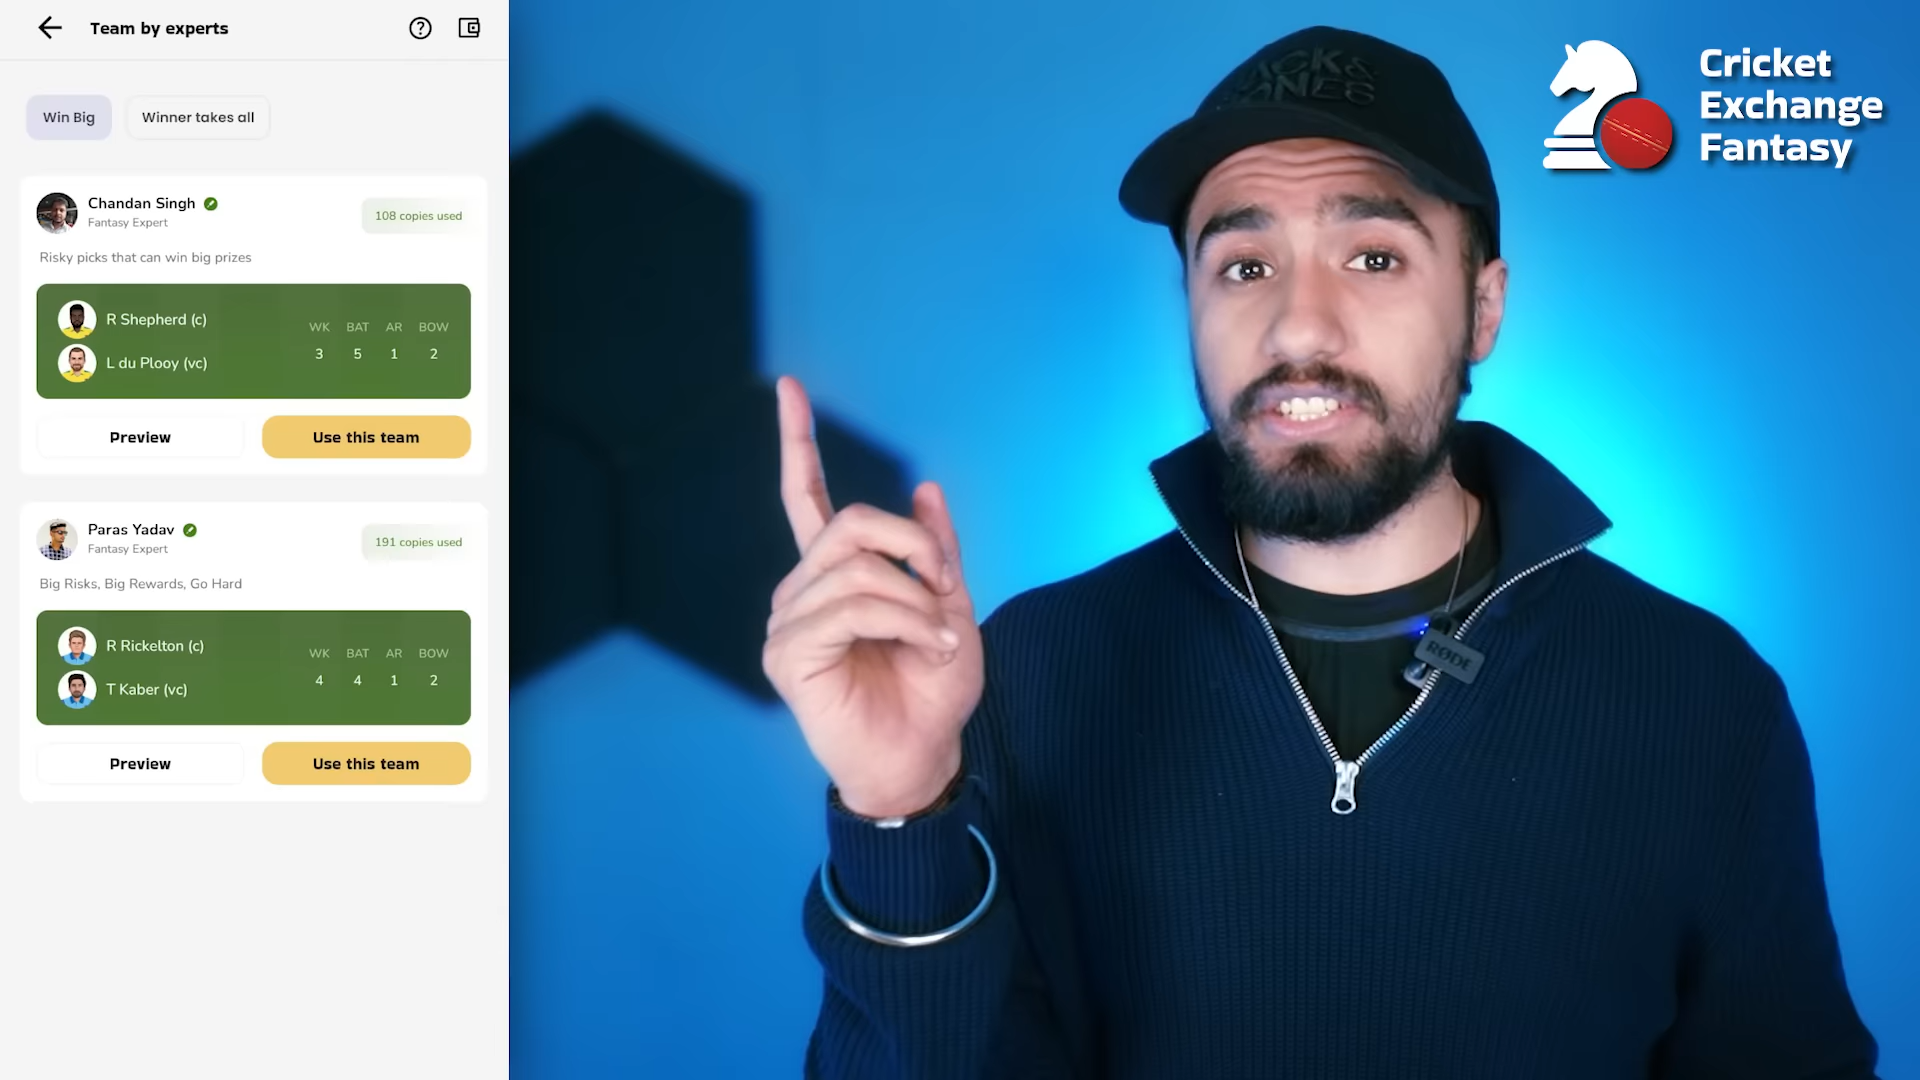 Team by experts
Win Big
Winner takes all
Chandan Singh
Fantasy Expert
108 copies used
Risky picks that can win big prizes
R Shepherd (c)
L du Plooy (vc)
WK BAT AR BOW
3 5 1 2
Preview
Use this team
Paras Yadav
Fantasy Expert
191 copies used
Big Risks, Big Rewards, Go Hard
R Rickelton (c)
T Kaber (vc)
WK BAT AR BOW
4 4 1 2
Preview
Use this team
Cricket
Exchange
Fantasy
RØDE